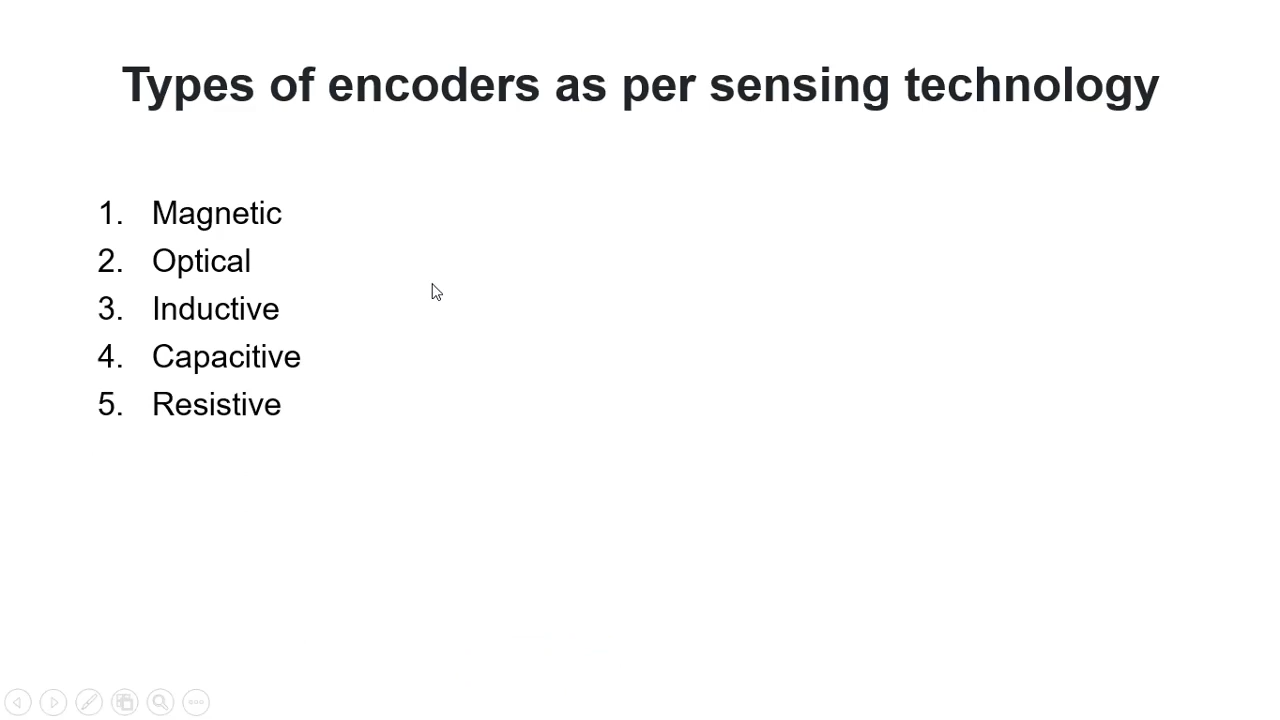 Types of encoders as per sensing technology
1. Magnetic
2. Optical
3. Inductive
4. Capacitive
5. Resistive